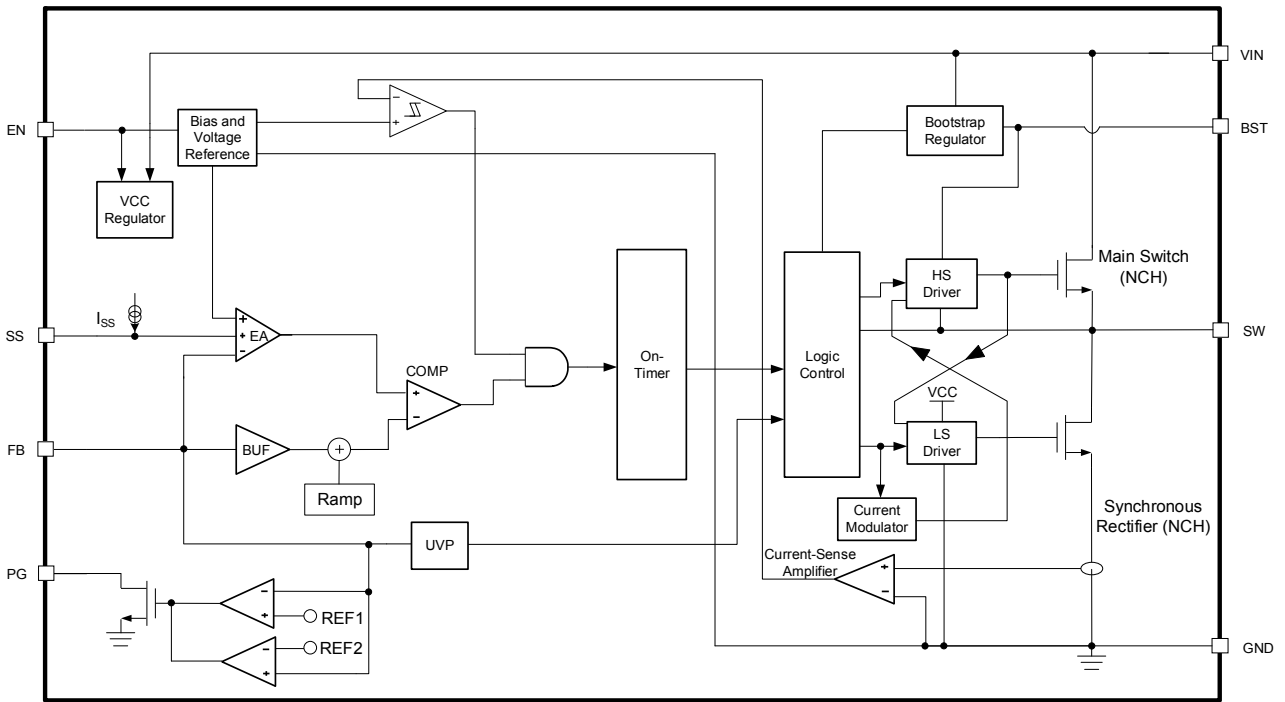 VIN
EN
Bias and
Voltage
Reference
-
+
Bootstrap
Regulator
BST
VCC
Regulator
Main Switch
(NCH)
HS
Driver
ISS
SS
+
+
-
EA
SW
On-
Timer
Logic
Control
COMP
+
-
VCC
FB
BUF
+
LS
Driver
Ramp
Current
Modulator
Synchronous
Rectifier (NCH)
UVP
Current-Sense
Amplifier
+
-
PG
-
+
REF1
-
+
REF2
GND